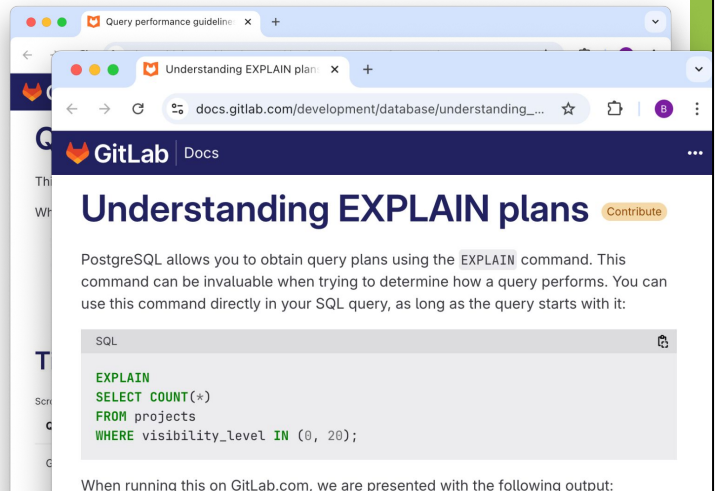 Query performance guideline
Understanding EXPLAIN plan
docs.gitlab.com/development/database/understanding_...
B
GitLab Docs
Understanding EXPLAIN plans Contribute
PostgreSQL allows you to obtain query plans using the EXPLAIN command. This
command can be invaluable when trying to determine how a query performs. You can
use this command directly in your SQL query, as long as the query starts with it:
SQL
EXPLAIN
SELECT COUNT(*)
FROM projects
WHERE visibility_level IN (0, 20);
When running this on GitLab.com, we are presented with the following output: